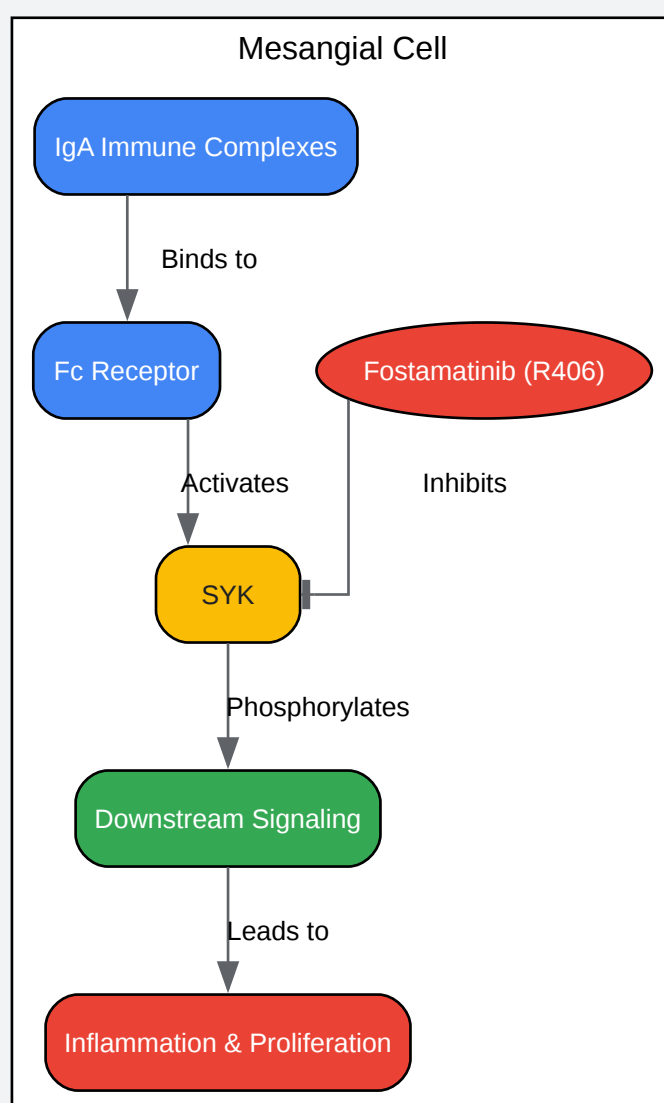 Mesangial Cell
IgA Immune Complexes
Binds to
Fc Receptor
Fostamatinib (R406)
Activates
Inhibits
SYK
Phosphorylates
Downstream Signaling
Leads to
Inflammation & Proliferation